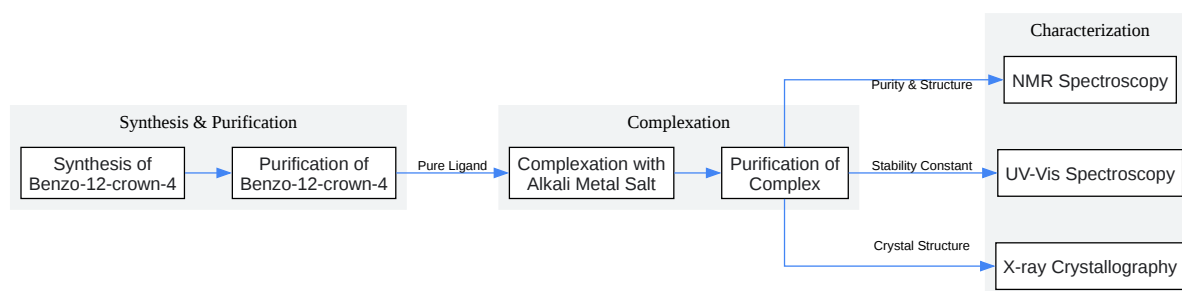 Characterization
NMR Spectroscopy
Purity & Structure
Synthesis & Purification
Complexation
Synthesis of
Benzo-12-crown-4
Purification of
Benzo-12-crown-4
Pure Ligand
Complexation with
Alkali Metal Salt
Purification of
Complex
Stability Constant
UV-Vis Spectroscopy
Crystal Structure
X-ray Crystallography